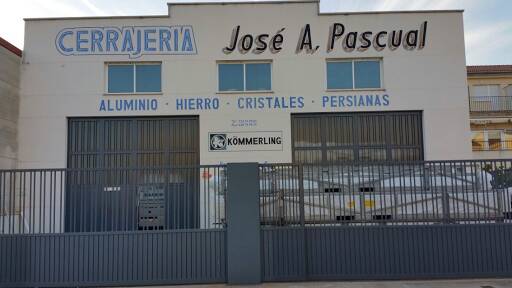 CERRAJERIA José A. Pascual
ALUMINIO · HIERRO · CRISTALES · PERSIANAS
KÖMMERLING